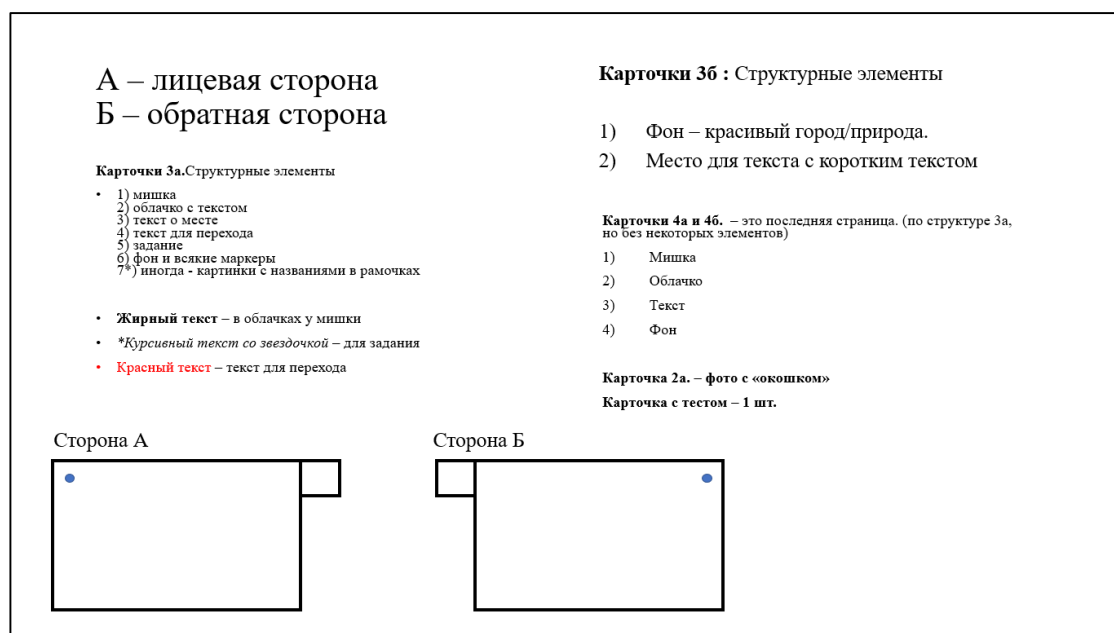 А – лицевая сторона
Б – обратная сторона
Карточки 3а.Структурные элементы
• 1) мишка
2) облачко с текстом
3) текст о месте
4) текст для перехода
5) задание
6) фон и всякие маркеры
7*) иногда - картинки с названиями в рамочках
• Жирный текст – в облачках у мишки
• *Курсивный текст со звездочкой – для задания
• Красный текст – текст для перехода
Карточки 3б : Структурные элементы
1) Фон – красивый город/природа.
2) Место для текста с коротким текстом
Карточки 4а и 4б. – это последняя страница. (по структуре 3а,
но без некоторых элементов)
1) Мишка
2) Облачко
3) Текст
4) Фон
Карточка 2а. – фото с «окошком»
Карточка с тестом – 1 шт.
Сторона А
Сторона Б